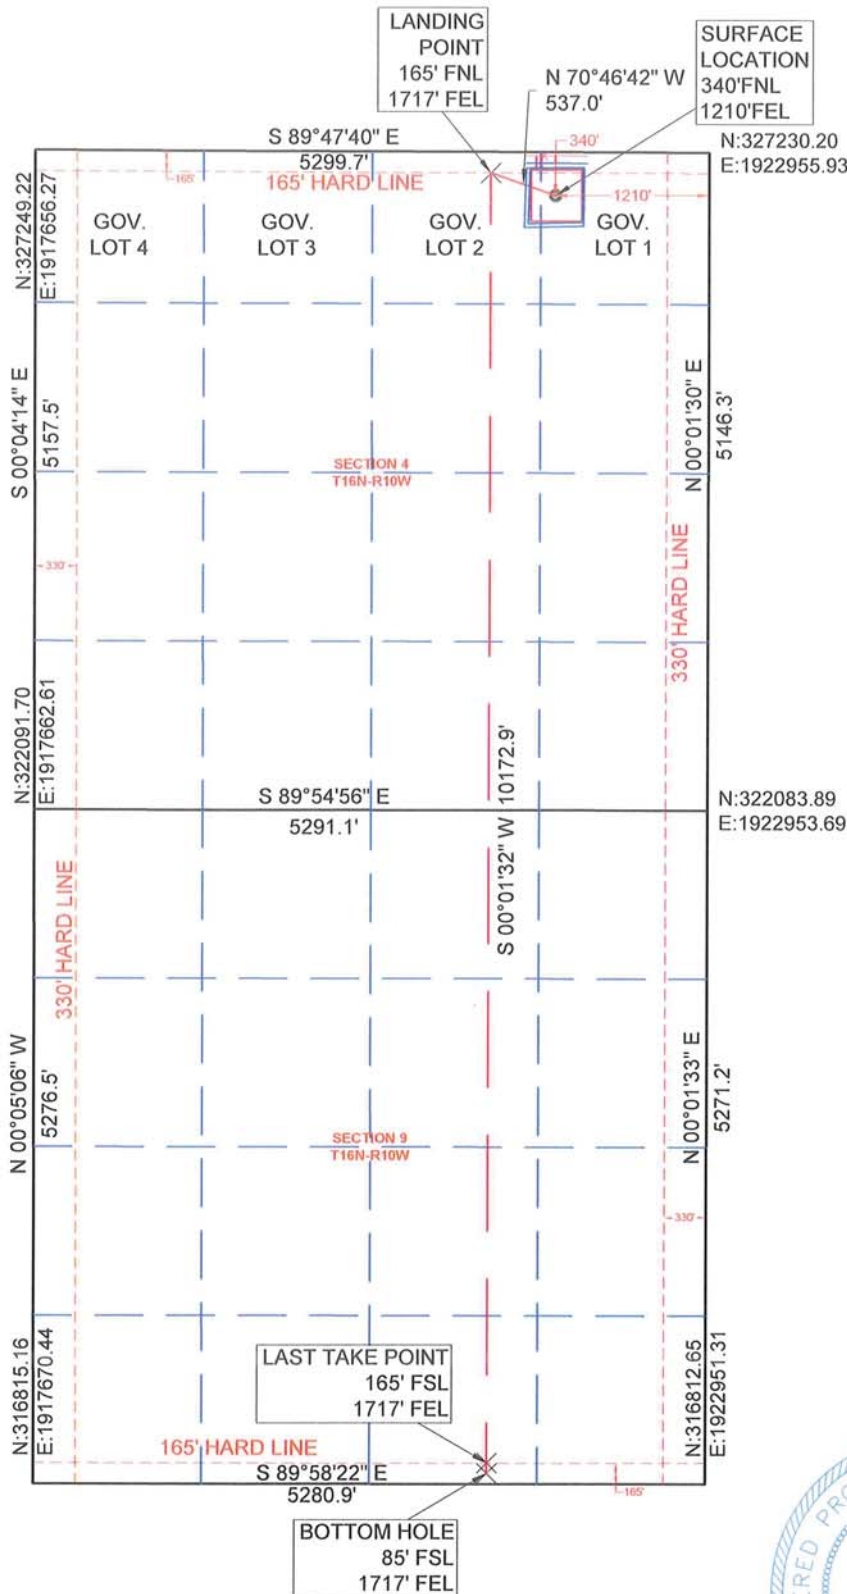 LANDING
POINT
165' FNL
1717' FEL
SURFACE
LOCATION
340'FNL
1210'FEL
N 70°46'42" W
537.0'
S 89°47'40" E
5299.7'
340'
N:327230.20
E:1922955.93
165'
165' HARD LINE
1210'
N:327249.22
E:1917656.27
GOV.
LOT 4
GOV.
LOT 3
GOV.
LOT 2
GOV.
LOT 1
S 00°04'14" E
5157.5'
N 00°01'30" E
5146.3'
SECTION 4
T16N-R10W
330'
330' HARD LINE
N:322091.70
E:1917662.61
S 89°54'56" E
5291.1'
S 00°01'32" W 10172.9'
N:322083.89
E:1922953.69
330' HARD LINE
N 00°05'06" W
5276.5'
N 00°01'33" E
5271.2'
SECTION 9
T16N-R10W
330'
N:316815.16
E:1917670.44
LAST TAKE POINT
165' FSL
1717' FEL
N:316812.65
E:1922951.31
165' HARD LINE
S 89°58'22" E
5280.9'
165'
BOTTOM HOLE
85' FSL
1717' FEL